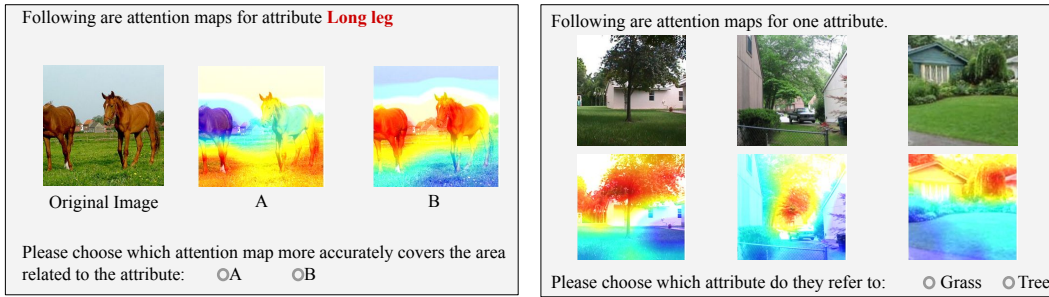 Following are attention maps for attribute Long leg
Original Image
A
B
Please choose which attention map more accurately covers the area
related to the attribute: A B
Following are attention maps for one attribute.
Please choose which attribute do they refer to: Grass Tree